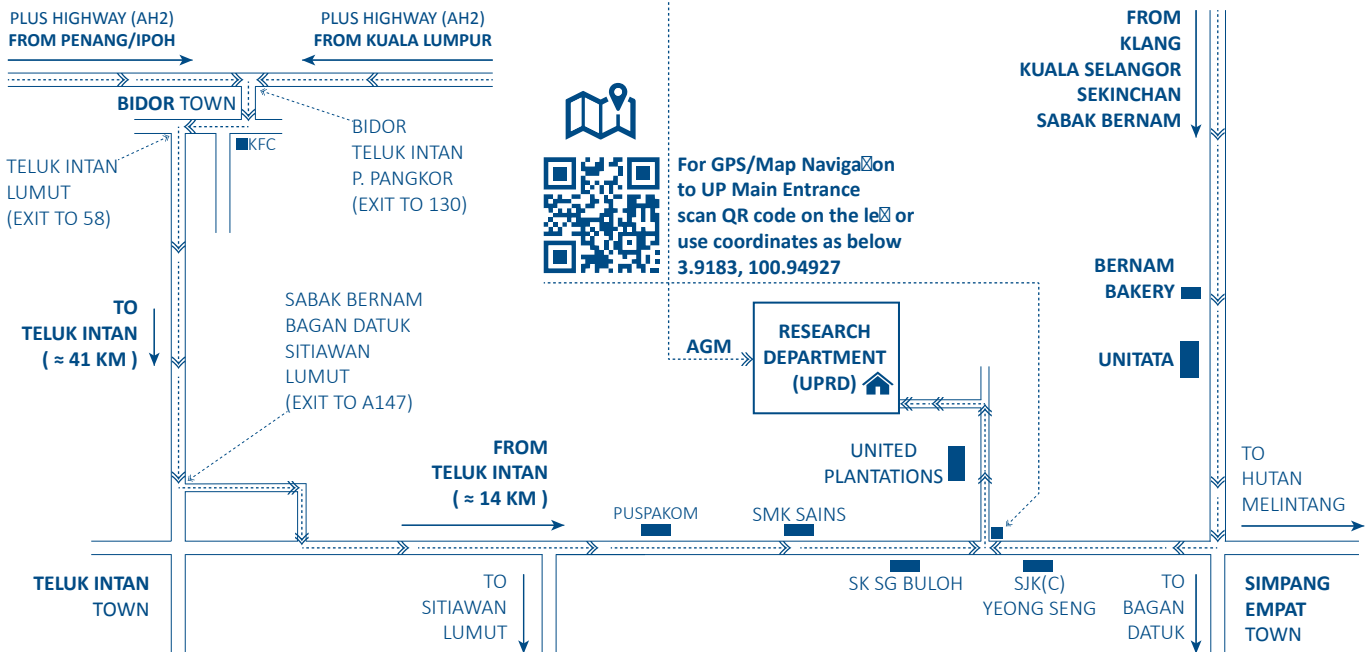 PLUS HIGHWAY (AH2)
FROM PENANG/IPOH
PLUS HIGHWAY (AH2)
FROM KUALA LUMPUR
BIDOR TOWN
KFC
TELUK INTAN
LUMUT
(EXIT TO 58)
BIDOR
TELUK INTAN
P. PANGKOR
(EXIT TO 130)
For GPS/Map Naviga☒on
to UP Main Entrance
scan QR code on the le☒ or
use coordinates as below
3.9183, 100.94927
FROM
KLANG
KUALA SELANGOR
SEKINCHAN
SABAK BERNAM
BERNAM
BAKERY
UNITATA
TO
TELUK INTAN
( ≈ 41 KM )
SABAK BERNAM
BAGAN DATUK
SITIAWAN
LUMUT
(EXIT TO A147)
AGM
RESEARCH
DEPARTMENT
(UPRD)
UNITED
PLANTATIONS
FROM
TELUK INTAN
( ≈ 14 KM )
PUSPAKOM
SMK SAINS
TO
HUTAN
MELINTANG
TELUK INTAN
TOWN
TO
SITIAWAN
LUMUT
SK SG BULOH
SJK(C)
YEONG SENG
TO
BAGAN
DATUK
SIMPANG
EMPAT
TOWN